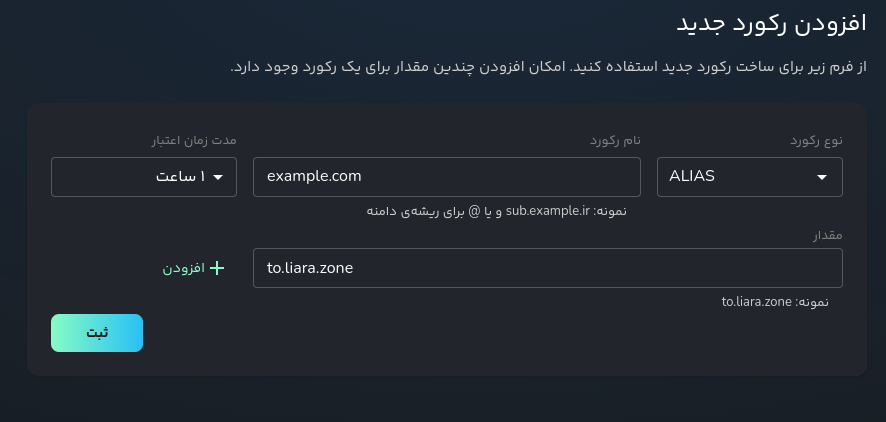 افزودن رکورد جدید
از فرم زیر برای ساخت رکورد جدید استفاده کنید. امکان افزودن چندین مقدار برای یک رکورد وجود دارد.
نوع رکورد
نام رکورد
مدت زمان اعتبار
ALIAS
example.com
۱ ساعت
نمونه: sub.example.ir و یا @ برای ریشه‌ی دامنه
مقدار
to.liara.zone
افزودن
نمونه: to.liara.zone
ثبت